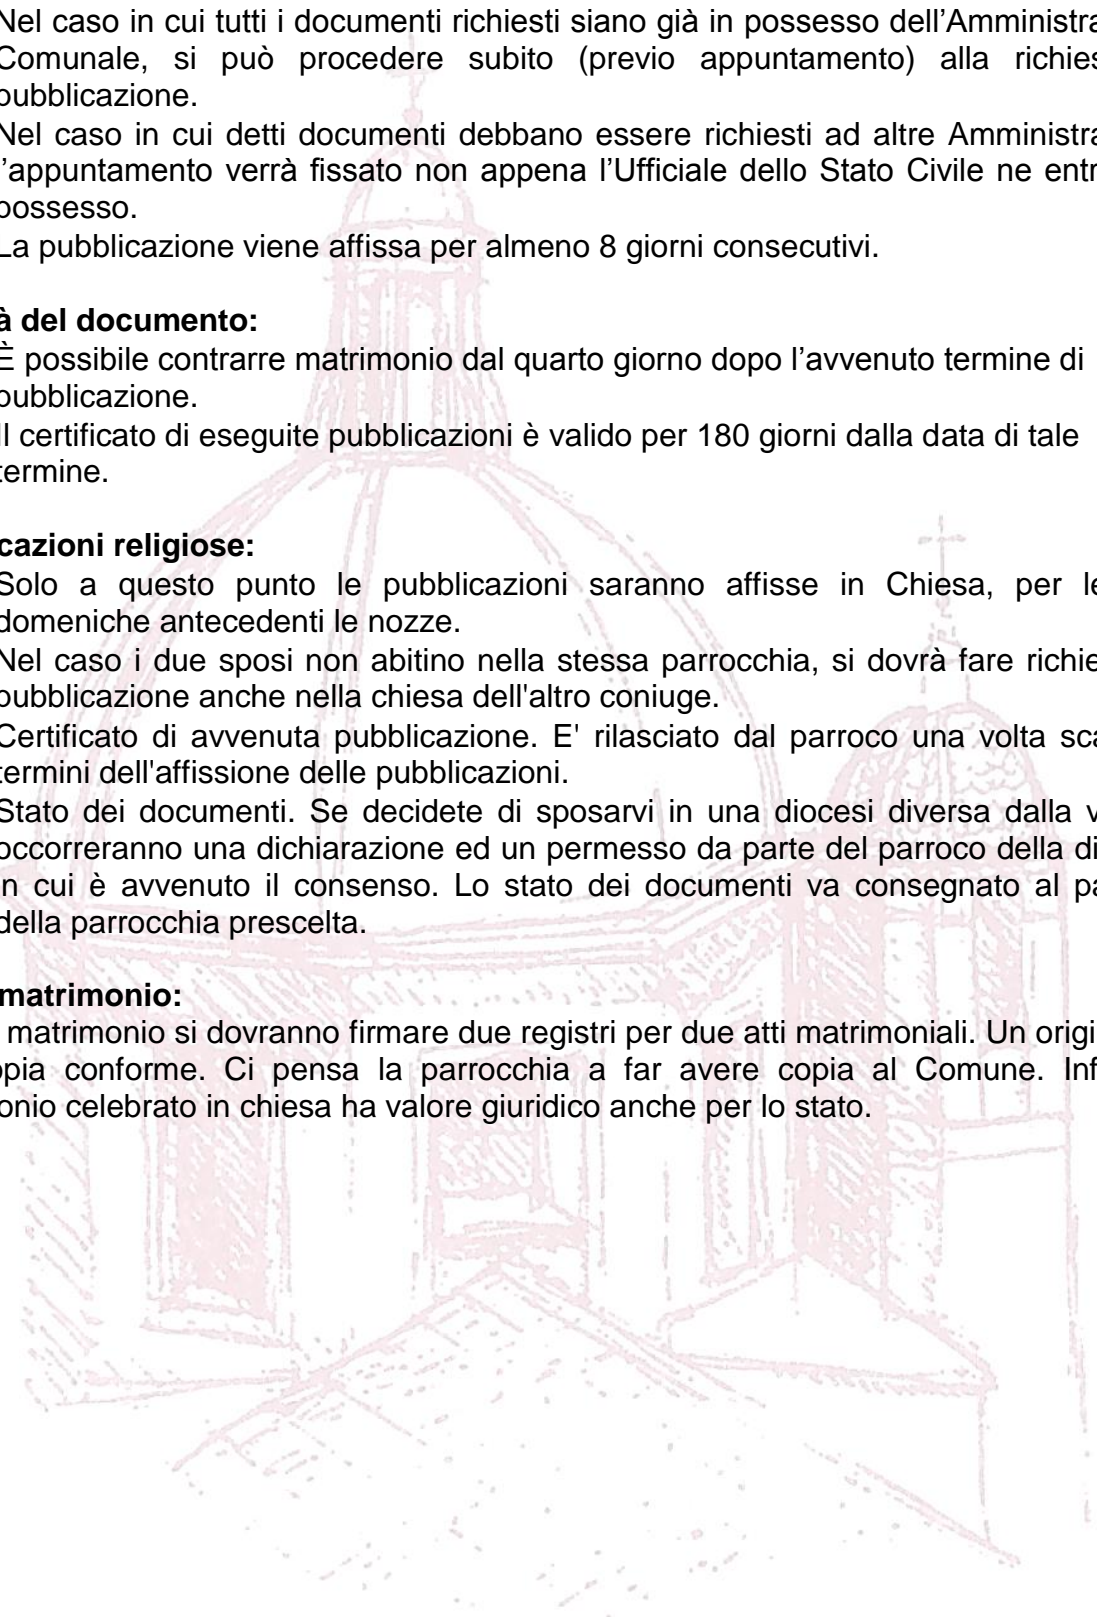 Nel caso in cui tutti i documenti richiesti siano già in possesso dell’Amministra
Comunale, si può procedere subito (previo appuntamento) alla richies
pubblicazione.
Nel caso in cui detti documenti debbano essere richiesti ad altre Amministra
l’appuntamento verrà fissato non appena l’Ufficiale dello Stato Civile ne entr
possesso.
La pubblicazione viene affissa per almeno 8 giorni consecutivi.
à del documento:
È possibile contrarre matrimonio dal quarto giorno dopo l’avvenuto termine di
pubblicazione.
Il certificato di eseguite pubblicazioni è valido per 180 giorni dalla data di tale
termine.
cazioni religiose:
Solo a questo punto le pubblicazioni saranno affisse in Chiesa, per le
domeniche antecedenti le nozze.
Nel caso i due sposi non abitino nella stessa parrocchia, si dovrà fare richie
pubblicazione anche nella chiesa dell'altro coniuge.
Certificato di avvenuta pubblicazione. E' rilasciato dal parroco una volta sca
termini dell'affissione delle pubblicazioni.
Stato dei documenti. Se decidete di sposarvi in una diocesi diversa dalla v
occorreranno una dichiarazione ed un permesso da parte del parroco della di
in cui è avvenuto il consenso. Lo stato dei documenti va consegnato al pa
della parrocchia prescelta.
matrimonio:
matrimonio si dovranno firmare due registri per due atti matrimoniali. Un origi
pia conforme. Ci pensa la parrocchia a far avere copia al Comune. Inf
onio celebrato in chiesa ha valore giuridico anche per lo stato.